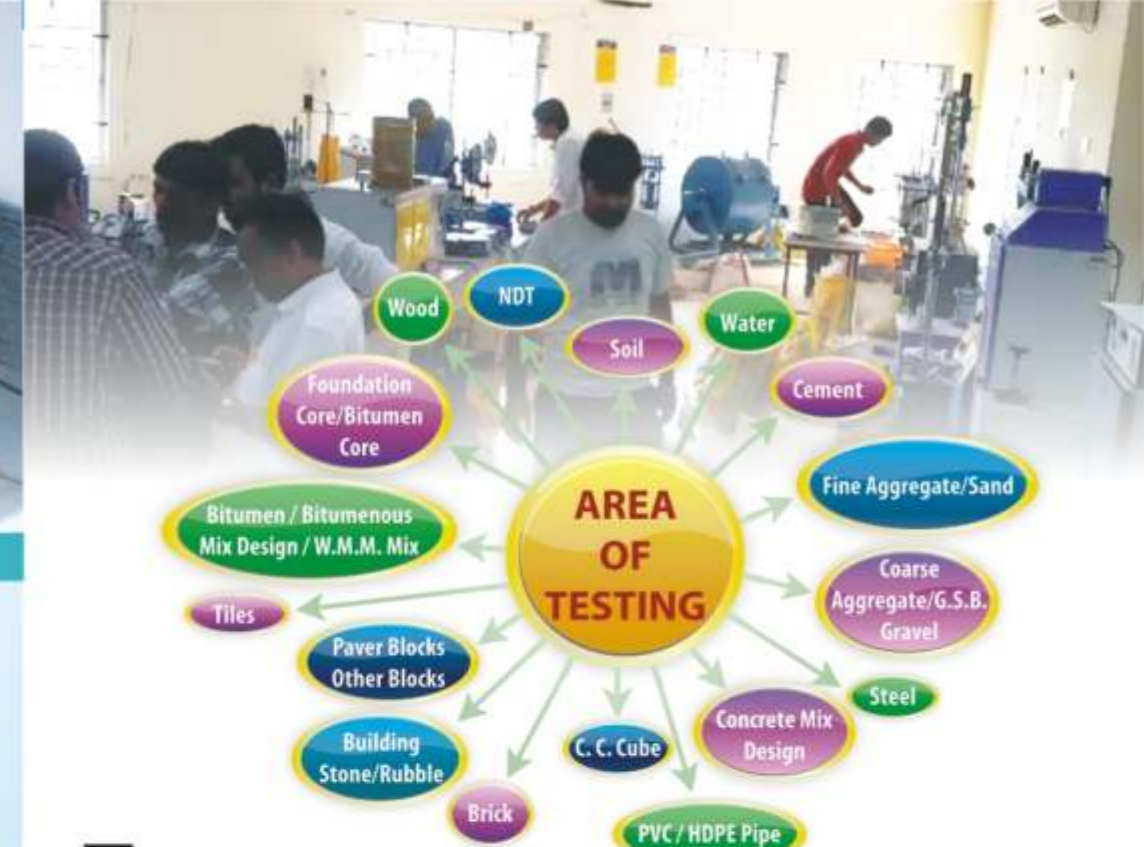 Wood
NDT
Soil
Water
Cement
Foundation
Core/Bitumen
Core
Fine Aggregate/Sand
AREA
OF
TESTING
Bitumen / Bitumenous
Mix Design / W.M.M. Mix
Coarse
Aggregate/G.S.B.
Gravel
Tiles
Paver Blocks
Other Blocks
Steel
Concrete Mix
Design
Building
Stone/Rubble
C. C. Cube
Brick
PVC / HDPE Pipe
M